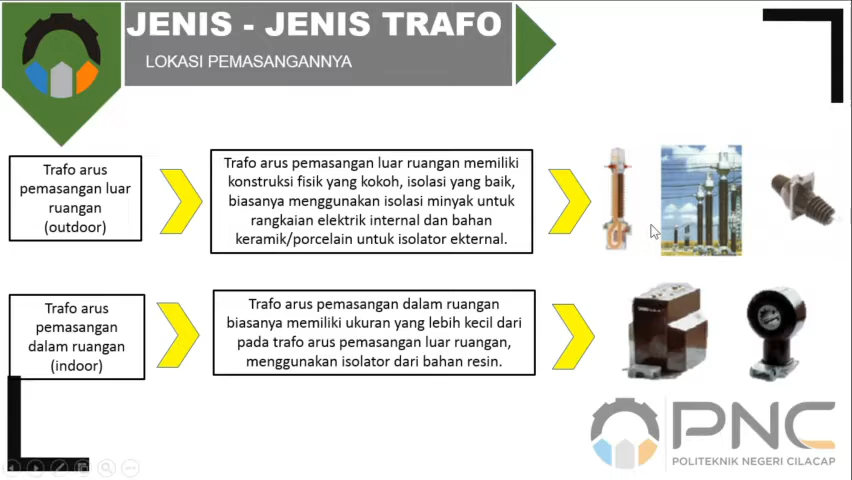 JENIS - JENIS TRAFO
LOKASI PEMASANGANNYA
Trafo arus
pemasangan luar
ruangan
(outdoor)
Trafo arus pemasangan luar ruangan memiliki
konstruksi fisik yang kokoh, isolasi yang baik,
biasanya menggunakan isolasi minyak untuk
rangkaian elektrik internal dan bahan
keramik/porcelain untuk isolator ekternal.
Trafo arus
pemasangan
dalam ruangan
(indoor)
Trafo arus pemasangan dalam ruangan
biasanya memiliki ukuran yang lebih kecil dari
pada trafo arus pemasangan luar ruangan,
menggunakan isolator dari bahan resin.
PNC
POLITEKNIK NEGERI CILACAP